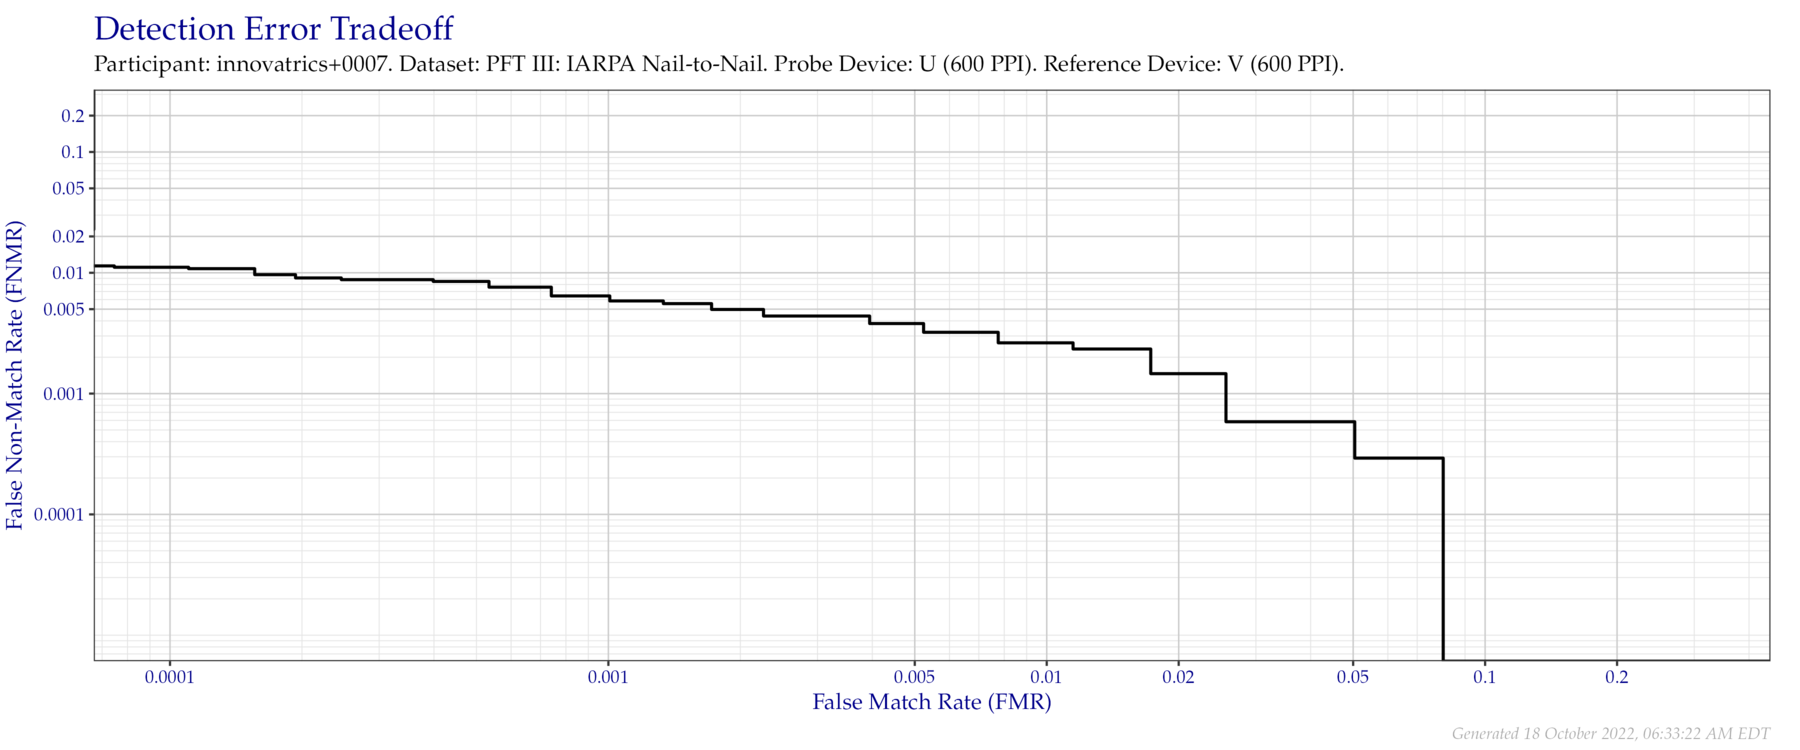 Detection Error Tradeoff
Participant: innovatrics+0007. Dataset: PFT III: IARPA Nail-to-Nail. Probe Device: U (600 PPI). Reference Device: V (600 PPI).
False Non-Match Rate (FNMR)
0.2
0.1
0.05
0.02
0.01
0.005
0.001
0.0001
0.0001 0.001 0.005 0.01 0.02 0.05 0.1 0.2
False Match Rate (FMR)
Generated 18 October 2022, 06:33:22 AM EDT